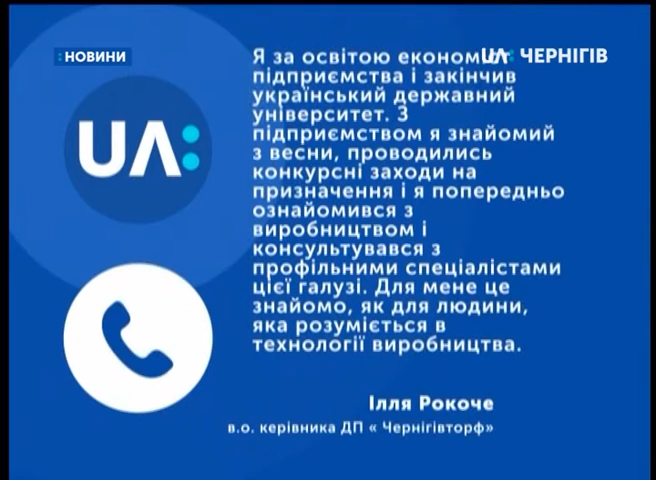 :НОВИНИ
UA: ЧЕРНІГІВ
UA:
Я за освітою економіст
підприємства і закінчив
український державний
університет. З
підприємством я знайомий
з весни, проводились
конкурсні заходи на
призначення і я попередньо
ознайомився з
виробництвом і
консультувався з
профільними спеціалістами
цієї галузі. Для мене це
знайомо, як для людини,
яка розуміється в
технології виробництва.
Ілля Рокоче
в.о. керівника ДП « Чернігівторф»